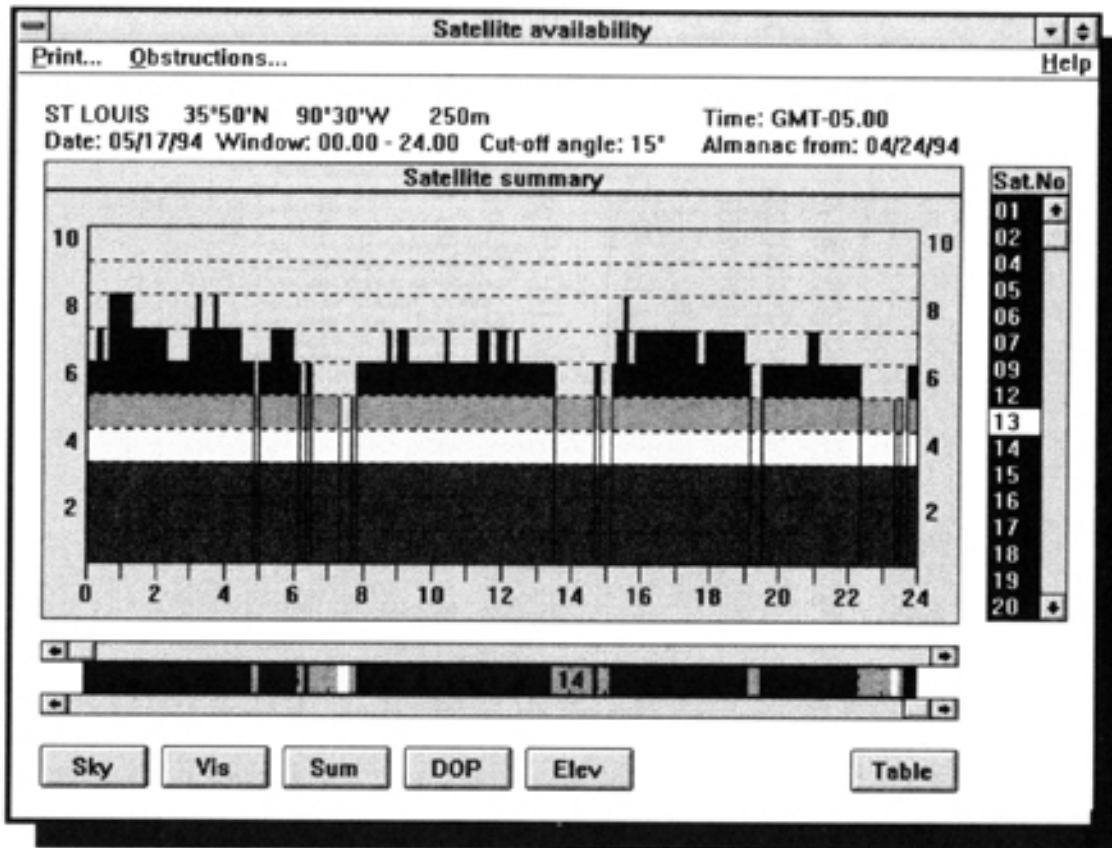 Satellite availability
Print... Obstructions... Help
ST LOUIS 35°50'N 90°30'W 250m Time: GMT-05.00
Date: 05/17/94 Window: 00.00 - 24.00 Cut-off angle: 15° Almanac from: 04/24/94
Satellite summary
Sat.No
10 10
8 8
6 6
4 4
2 2
0 2 4 6 8 10 12 14 16 18 20 22 24
01
02
04
05
06
07
09
12
13
14
15
16
17
18
19
20
14
Sky Vis Sum DOP Elev Table